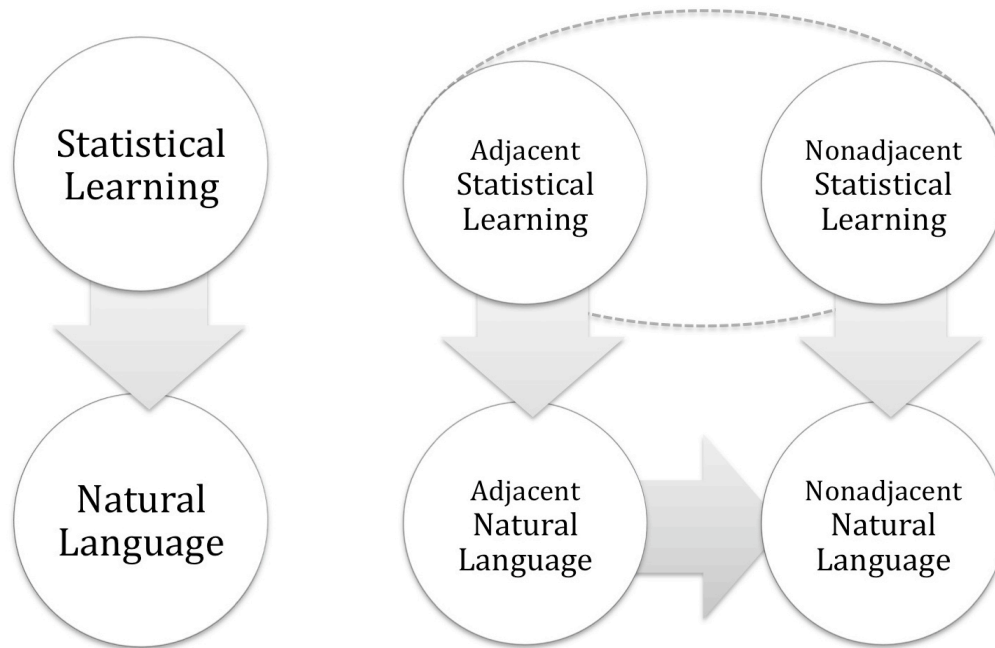 Statistical
Learning
Adjacent
Statistical
Learning
Nonadjacent
Statistical
Learning
Natural
Language
Adjacent
Natural
Language
Nonadjacent
Natural
Language